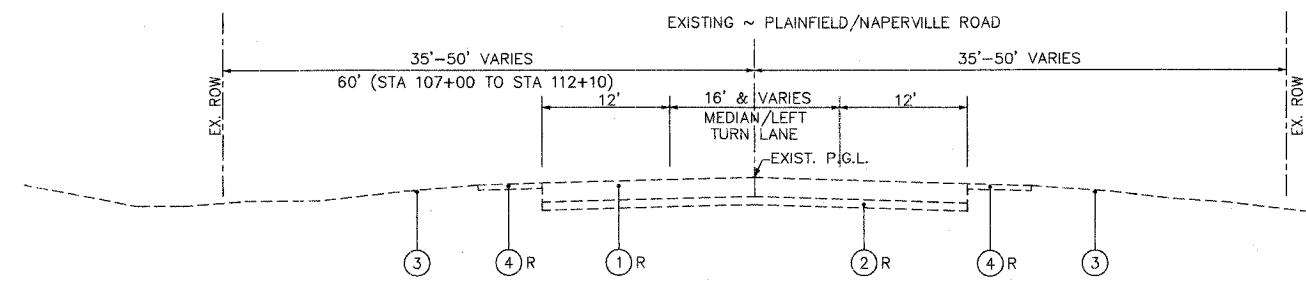 EXISTING ~ PLAINFIELD/NAPERVILLE ROAD
35'-50' VARIES
35'-50' VARIES
60' (STA 107+00 TO STA 112+10)
EX. ROW
EX. ROW
12'
16' & VARIES
12'
MEDIAN/LEFT
TURN LANE
EXIST. P.G.L.
3
4 R
1 R
2 R
4 R
3